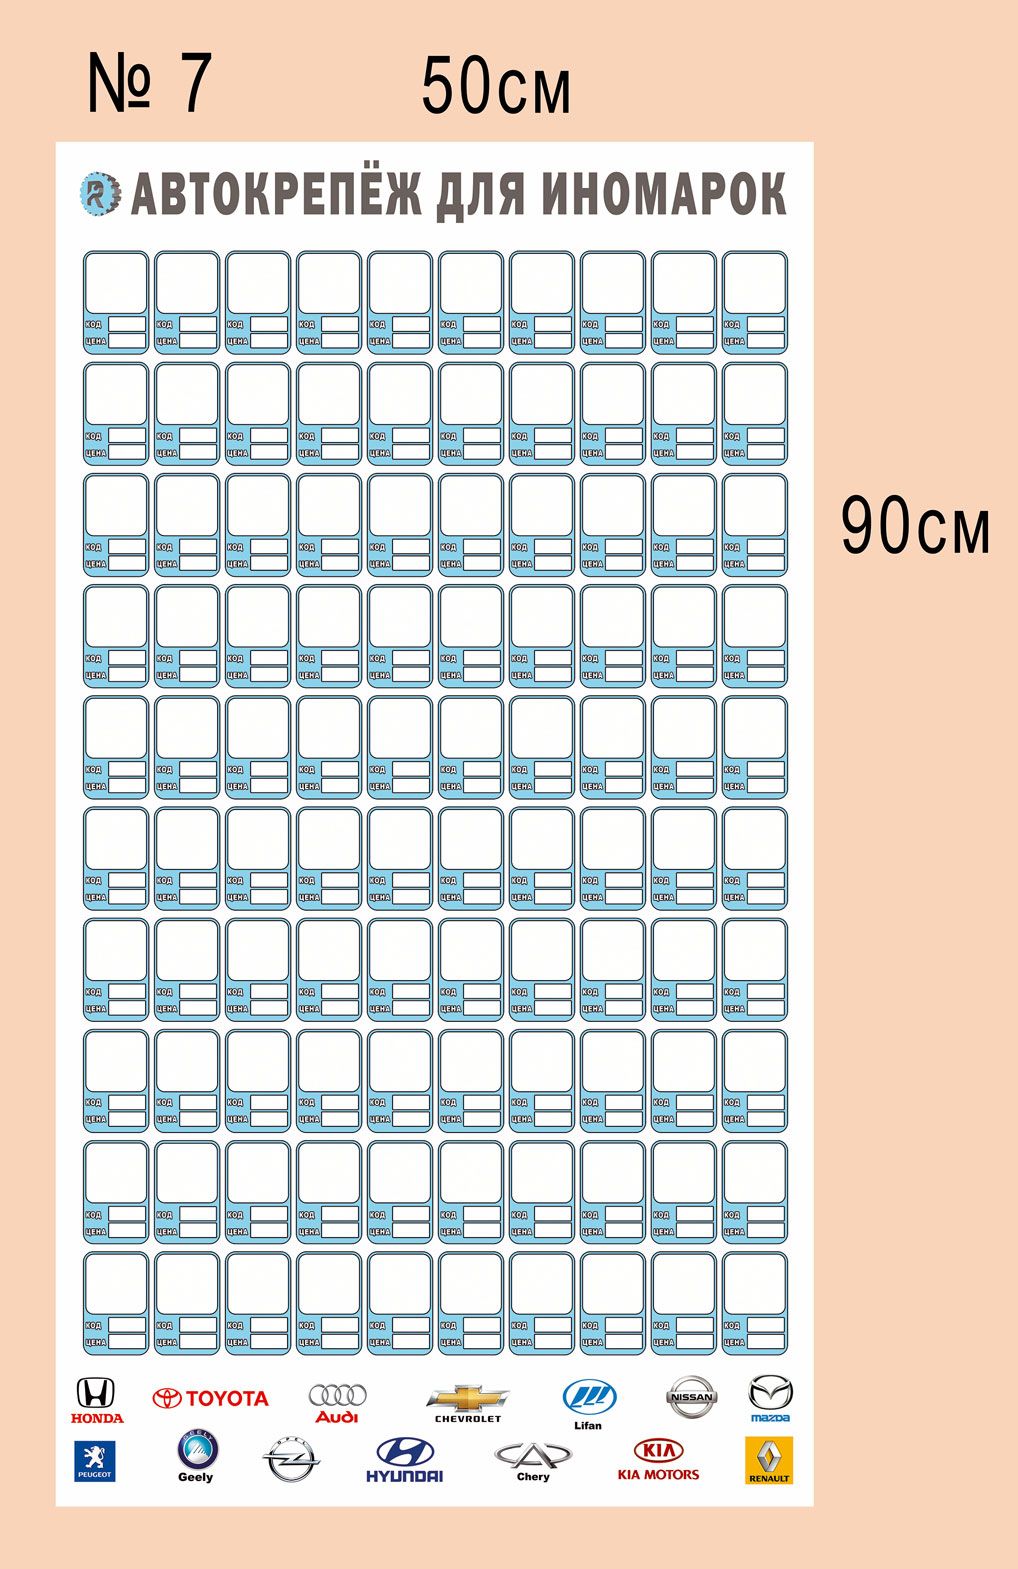 № 7 50см
АВТОКРЕПЁЖ ДЛЯ ИНОМАРОК
90см
КОД КОД КОД КОД КОД КОД КОД КОД КОД КОД
ЦЕНА ЦЕНА ЦЕНА ЦЕНА ЦЕНА ЦЕНА ЦЕНА ЦЕНА ЦЕНА ЦЕНА
КОД КОД КОД КОД КОД КОД КОД КОД КОД КОД
ЦЕНА ЦЕНА ЦЕНА ЦЕНА ЦЕНА ЦЕНА ЦЕНА ЦЕНА ЦЕНА ЦЕНА
КОД КОД КОД КОД КОД КОД КОД КОД КОД КОД
ЦЕНА ЦЕНА ЦЕНА ЦЕНА ЦЕНА ЦЕНА ЦЕНА ЦЕНА ЦЕНА ЦЕНА
КОД КОД КОД КОД КОД КОД КОД КОД КОД КОД
ЦЕНА ЦЕНА ЦЕНА ЦЕНА ЦЕНА ЦЕНА ЦЕНА ЦЕНА ЦЕНА ЦЕНА
КОД КОД КОД КОД КОД КОД КОД КОД КОД КОД
ЦЕНА ЦЕНА ЦЕНА ЦЕНА ЦЕНА ЦЕНА ЦЕНА ЦЕНА ЦЕНА ЦЕНА
КОД КОД КОД КОД КОД КОД КОД КОД КОД КОД
ЦЕНА ЦЕНА ЦЕНА ЦЕНА ЦЕНА ЦЕНА ЦЕНА ЦЕНА ЦЕНА ЦЕНА
КОД КОД КОД КОД КОД КОД КОД КОД КОД КОД
ЦЕНА ЦЕНА ЦЕНА ЦЕНА ЦЕНА ЦЕНА ЦЕНА ЦЕНА ЦЕНА ЦЕНА
КОД КОД КОД КОД КОД КОД КОД КОД КОД КОД
ЦЕНА ЦЕНА ЦЕНА ЦЕНА ЦЕНА ЦЕНА ЦЕНА ЦЕНА ЦЕНА ЦЕНА
КОД КОД КОД КОД КОД КОД КОД КОД КОД КОД
ЦЕНА ЦЕНА ЦЕНА ЦЕНА ЦЕНА ЦЕНА ЦЕНА ЦЕНА ЦЕНА ЦЕНА
КОД КОД КОД КОД КОД КОД КОД КОД КОД КОД
ЦЕНА ЦЕНА ЦЕНА ЦЕНА ЦЕНА ЦЕНА ЦЕНА ЦЕНА ЦЕНА ЦЕНА
HONDA TOYOTA Audi CHEVROLET Lifan NISSAN mazda
PEUGEOT GEELY Geely OPEL HYUNDAI Chery KIA KIA MOTORS RENAULT